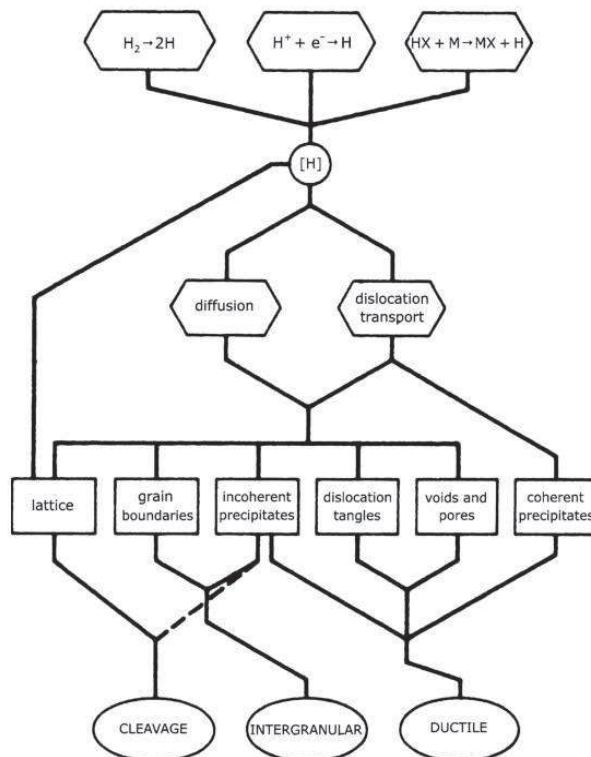 H₂→2H
H⁺ + e⁻→H
HX + M→MX + H
[H]
diffusion
dislocation
transport
lattice
grain
boundaries
incoherent
precipitates
dislocation
tangles
voids and
pores
coherent
precipitates
CLEAVAGE
INTERGRANULAR
DUCTILE